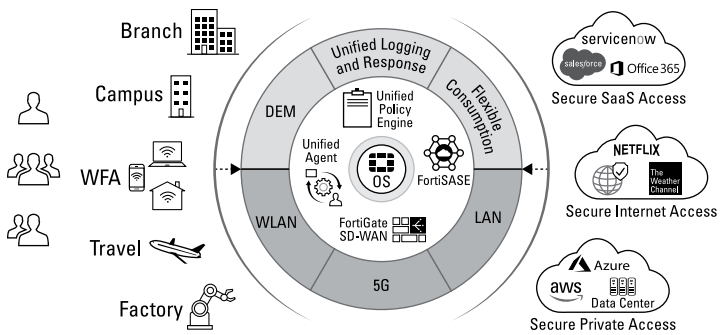 Branch
Campus
WFA
Travel
Factory
Unified Logging
and Response
DEM
Flexible
Consumption
Unified
Policy
Engine
Unified
Agent
OS
FortiSASE
FortiGate
SD-WAN
WLAN
LAN
5G
servicenow
salesforce
Office 365
Secure SaaS Access
NETFLIX
The
Weather
Channel
Secure Internet Access
Azure
aws
Data Center
Secure Private Access